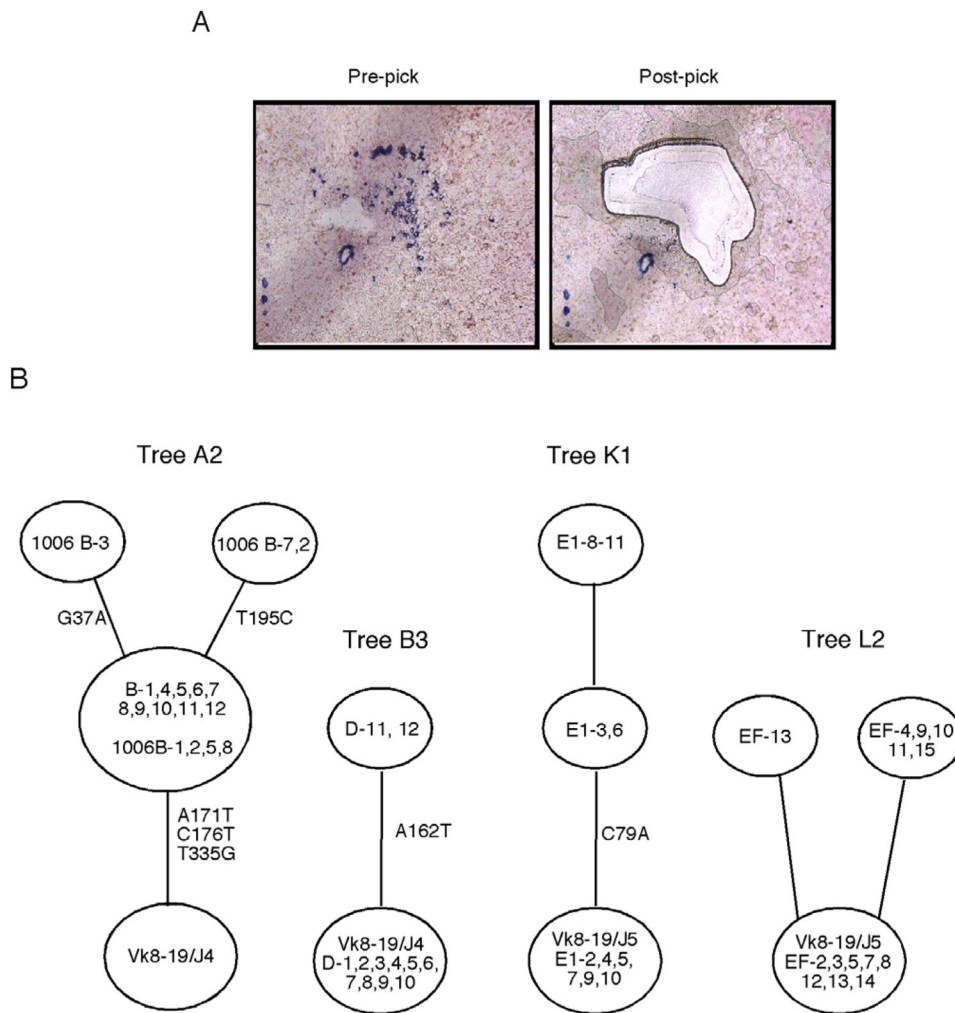 A
Pre-pick
Post-pick
B
Tree A2
1006 B-3
1006 B-7,2
G37A
T195C
B-1,4,5,6,7
8,9,10,11,12
1006B-1,2,5,8
A171T
C176T
T335G
Vk8-19/J4
Tree B3
D-11, 12
A162T
Vk8-19/J4
D-1,2,3,4,5,6,
7,8,9,10
Tree K1
E1-8-11
E1-3,6
C79A
Vk8-19/J5
E1-2,4,5,
7,9,10
Tree L2
EF-13
EF-4,9,10
11,15
Vk8-19/J5
EF-2,3,5,7,8
12,13,14